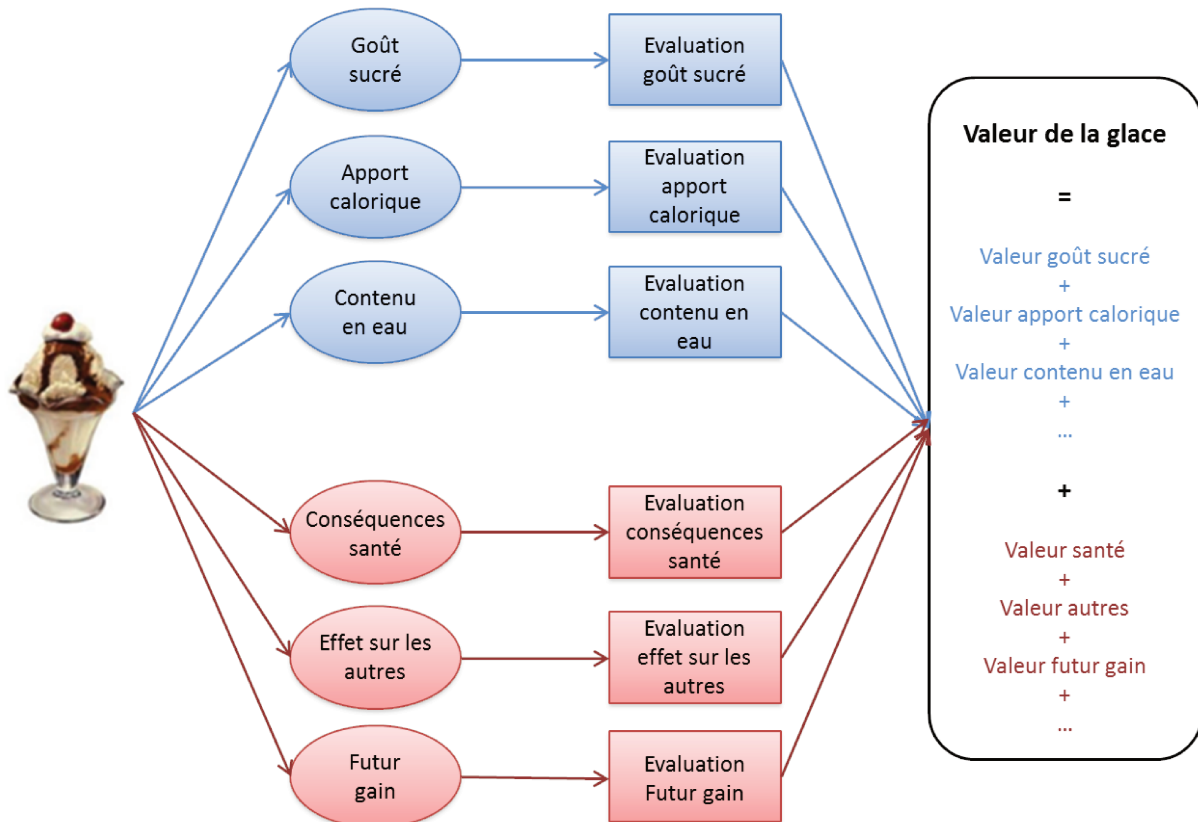 Goût
sucré
Evaluation
goût sucré
Apport
calorique
Evaluation
apport
calorique
Contenu
en eau
Evaluation
contenu en
eau
Conséquences
santé
Evaluation
conséquences
santé
Effet sur les
autres
Evaluation
effet sur les
autres
Futur
gain
Evaluation
Futur gain
Valeur de la glace
=
Valeur goût sucré
+
Valeur apport calorique
+
Valeur contenu en eau
+
...
+
Valeur santé
+
Valeur autres
+
Valeur futur gain
+
...